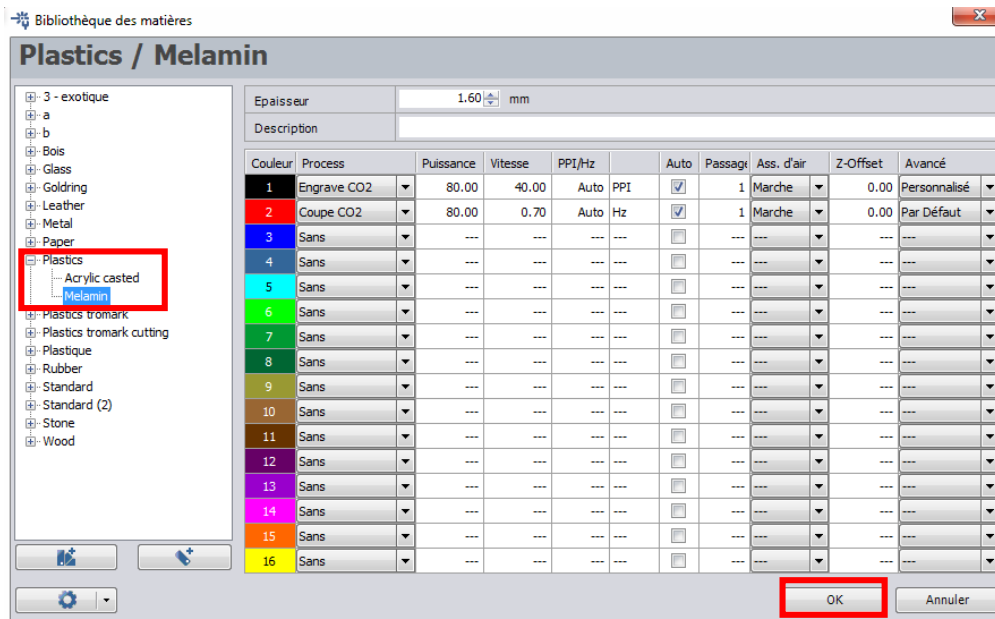 Bibliothèque des matières
Plastics / Melamin
3 - exotique
a
b
Bois
Glass
Goldring
Leather
Metal
Paper
Plastics
Acrylic casted
Melamin
Plastics tromark
Plastics tromark cutting
Plastique
Rubber
Standard
Standard (2)
Stone
Wood
Epaisseur 1.60 mm
Description
Couleur Process Puissance Vitesse PPI/Hz Auto Passage Ass. d'air Z-Offset Avancé
1 Engrave CO2 80.00 40.00 Auto PPI 1 Marche 0.00 Personnalisé
2 Coupe CO2 80.00 0.70 Auto Hz 1 Marche 0.00 Par Défaut
3 Sans --- --- --- --- --- --- --- ---
4 Sans --- --- --- --- --- --- --- ---
5 Sans --- --- --- --- --- --- --- ---
6 Sans --- --- --- --- --- --- --- ---
7 Sans --- --- --- --- --- --- --- ---
8 Sans --- --- --- --- --- --- --- ---
9 Sans --- --- --- --- --- --- --- ---
10 Sans --- --- --- --- --- --- --- ---
11 Sans --- --- --- --- --- --- --- ---
12 Sans --- --- --- --- --- --- --- ---
13 Sans --- --- --- --- --- --- --- ---
14 Sans --- --- --- --- --- --- --- ---
15 Sans --- --- --- --- --- --- --- ---
16 Sans --- --- --- --- --- --- --- ---
OK Annuler